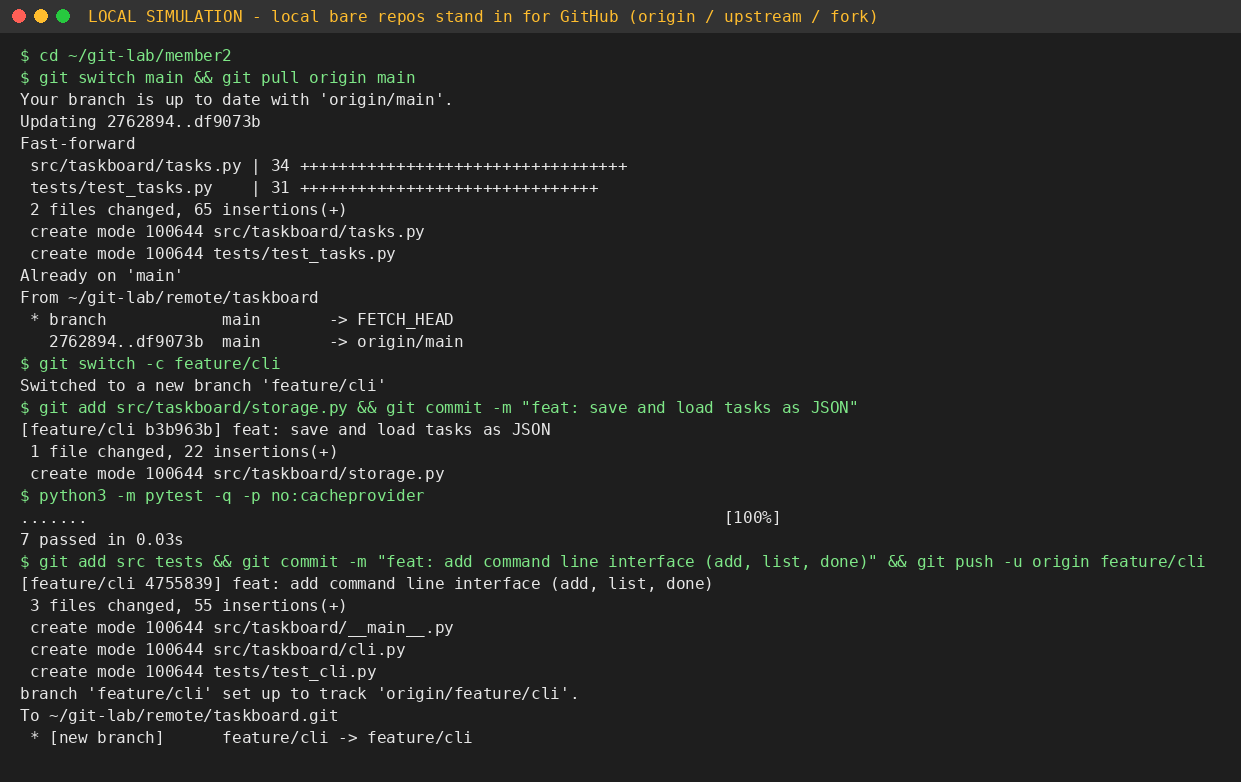 LOCAL SIMULATION - local bare repos stand in for GitHub (origin / upstream / fork)
$ cd ~/git-lab/member2
$ git switch main && git pull origin main
Your branch is up to date with 'origin/main'.
Updating 2762894..df9073b
Fast-forward
 src/taskboard/tasks.py | 34 ++++++++++++++++++++++++++++++++++
 tests/test_tasks.py    | 31 +++++++++++++++++++++++++++++++
 2 files changed, 65 insertions(+)
 create mode 100644 src/taskboard/tasks.py
 create mode 100644 tests/test_tasks.py
Already on 'main'
From ~/git-lab/remote/taskboard
 * branch            main       -> FETCH_HEAD
   2762894..df9073b  main       -> origin/main
$ git switch -c feature/cli
Switched to a new branch 'feature/cli'
$ git add src/taskboard/storage.py && git commit -m "feat: save and load tasks as JSON"
[feature/cli b3b963b] feat: save and load tasks as JSON
 1 file changed, 22 insertions(+)
 create mode 100644 src/taskboard/storage.py
$ python3 -m pytest -q -p no:cacheprovider
.......                                                                  [100%]
7 passed in 0.03s
$ git add src tests && git commit -m "feat: add command line interface (add, list, done)" && git push -u origin feature/cli
[feature/cli 4755839] feat: add command line interface (add, list, done)
 3 files changed, 55 insertions(+)
 create mode 100644 src/taskboard/__main__.py
 create mode 100644 src/taskboard/cli.py
 create mode 100644 tests/test_cli.py
branch 'feature/cli' set up to track 'origin/feature/cli'.
To ~/git-lab/remote/taskboard.git
 * [new branch]      feature/cli -> feature/cli